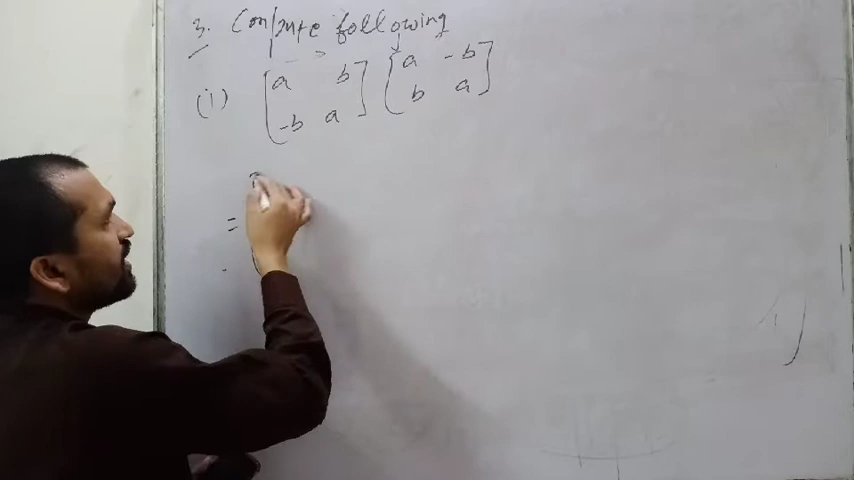 3. Compute following
(i) [a b] [a -b]
[-b a] [b a]
=